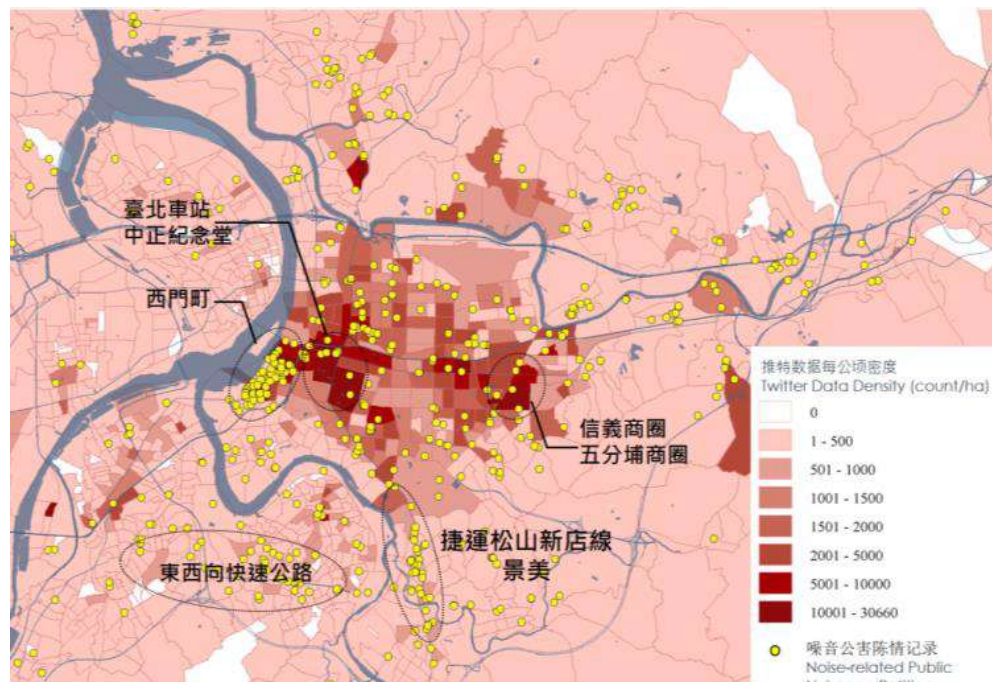 臺北車站
中正紀念堂
西門町
信義商圈
五分埔商圈
捷運松山新店線
景美
東西向快速公路
推特数据每公顷密度
Twitter Data Density (count/ha)
0
1 - 500
501 - 1000
1001 - 1500
1501 - 2000
2001 - 5000
5001 - 10000
10001 - 30660
噪音公害陈情记录
Noise-related Public